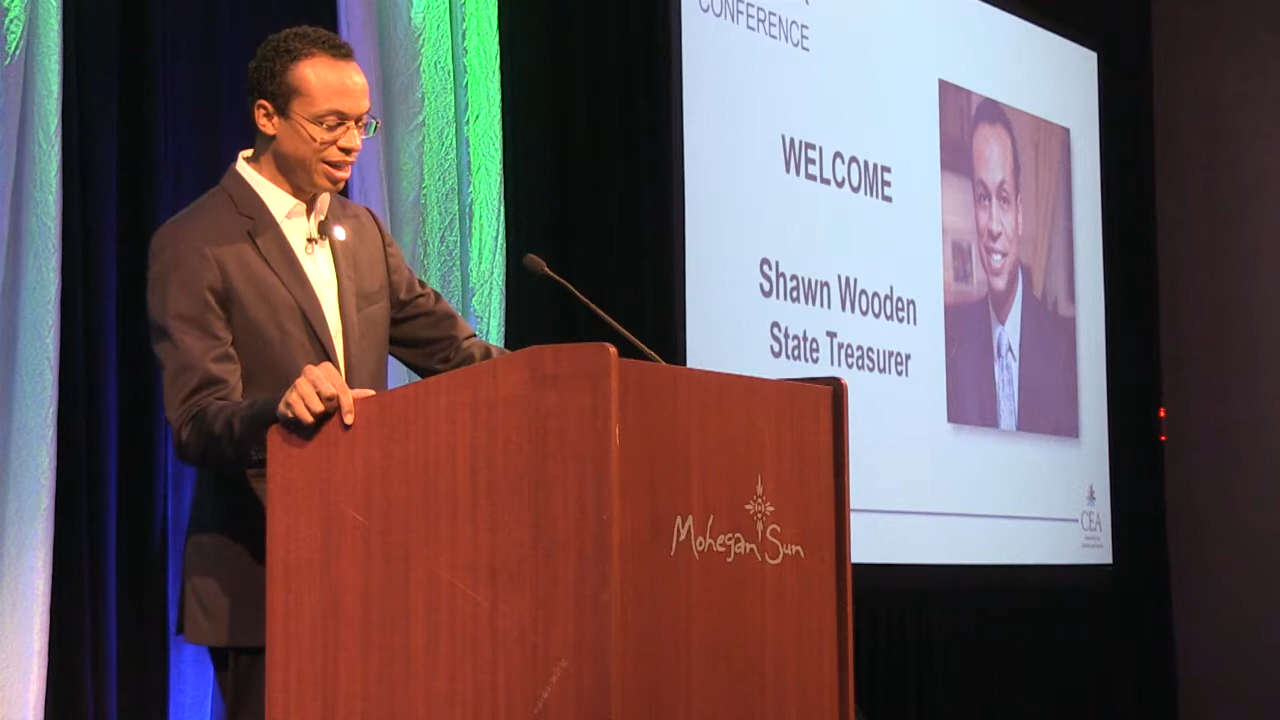 CONFERENCE
WELCOME
Shawn Wooden
State Treasurer
Mohegan Sun
CEA